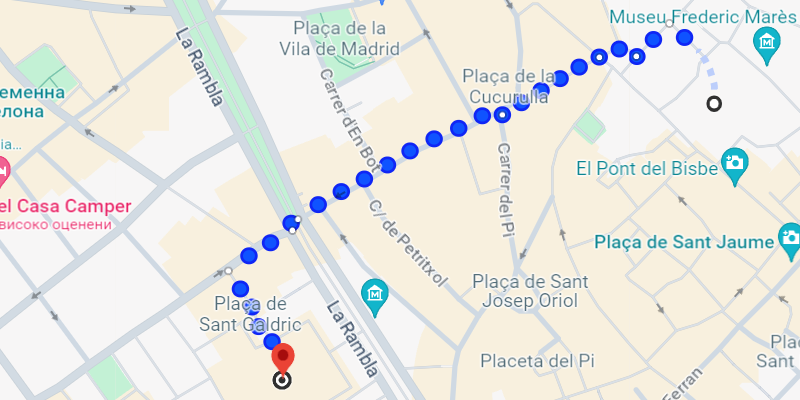 Museu Frederic Marès
Plaça de la
Vila de Madrid
La Rambla
Carrer d'En Bot
Plaça de la
Cucurulla
еменна
елона
ia...
el Casa Camper
високо оценени
Carrer del Pi
El Pont del Bisbe
C/ de Petritxol
Plaça de Sant Jaume
Plaça de Sant
Josep Oriol
Plaça de
Sant Galdric
La Rambla
Placeta del Pi
Plaç
Sant
Ferran